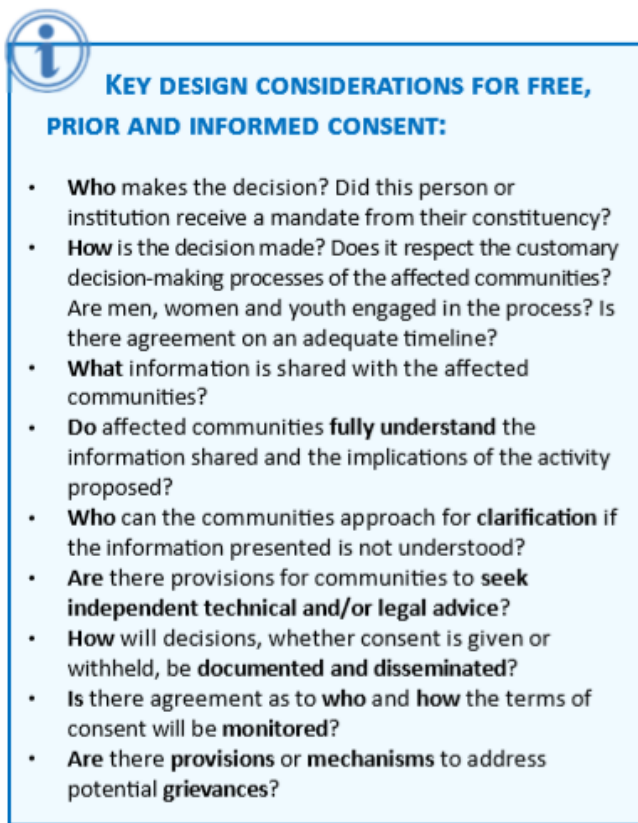 KEY DESIGN CONSIDERATIONS FOR FREE,
PRIOR AND INFORMED CONSENT:
• Who makes the decision? Did this person or
institution receive a mandate from their constituency?
• How is the decision made? Does it respect the customary
decision-making processes of the affected communities?
Are men, women and youth engaged in the process? Is
there agreement on an adequate timeline?
• What information is shared with the affected
communities?
• Do affected communities fully understand the
information shared and the implications of the activity
proposed?
• Who can the communities approach for clarification if
the information presented is not understood?
• Are there provisions for communities to seek
independent technical and/or legal advice?
• How will decisions, whether consent is given or
withheld, be documented and disseminated?
• Is there agreement as to who and how the terms of
consent will be monitored?
• Are there provisions or mechanisms to address
potential grievances?